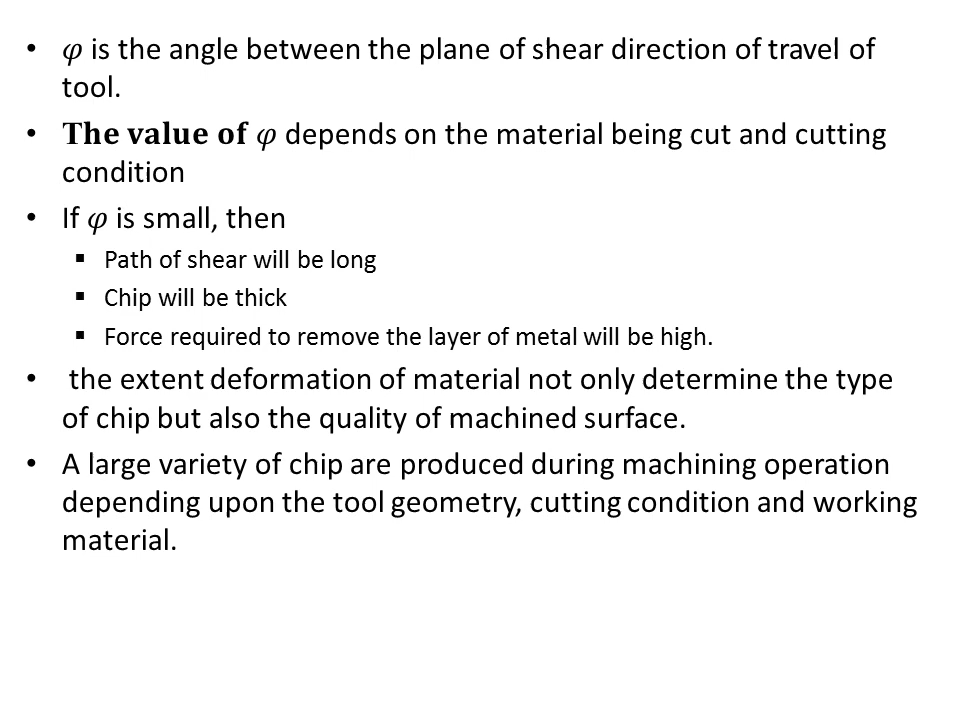 • 𝜑 is the angle between the plane of shear direction of travel of
tool.
• The value of 𝜑 depends on the material being cut and cutting
condition
• If 𝜑 is small, then
▪ Path of shear will be long
▪ Chip will be thick
▪ Force required to remove the layer of metal will be high.
• the extent deformation of material not only determine the type
of chip but also the quality of machined surface.
• A large variety of chip are produced during machining operation
depending upon the tool geometry, cutting condition and working
material.